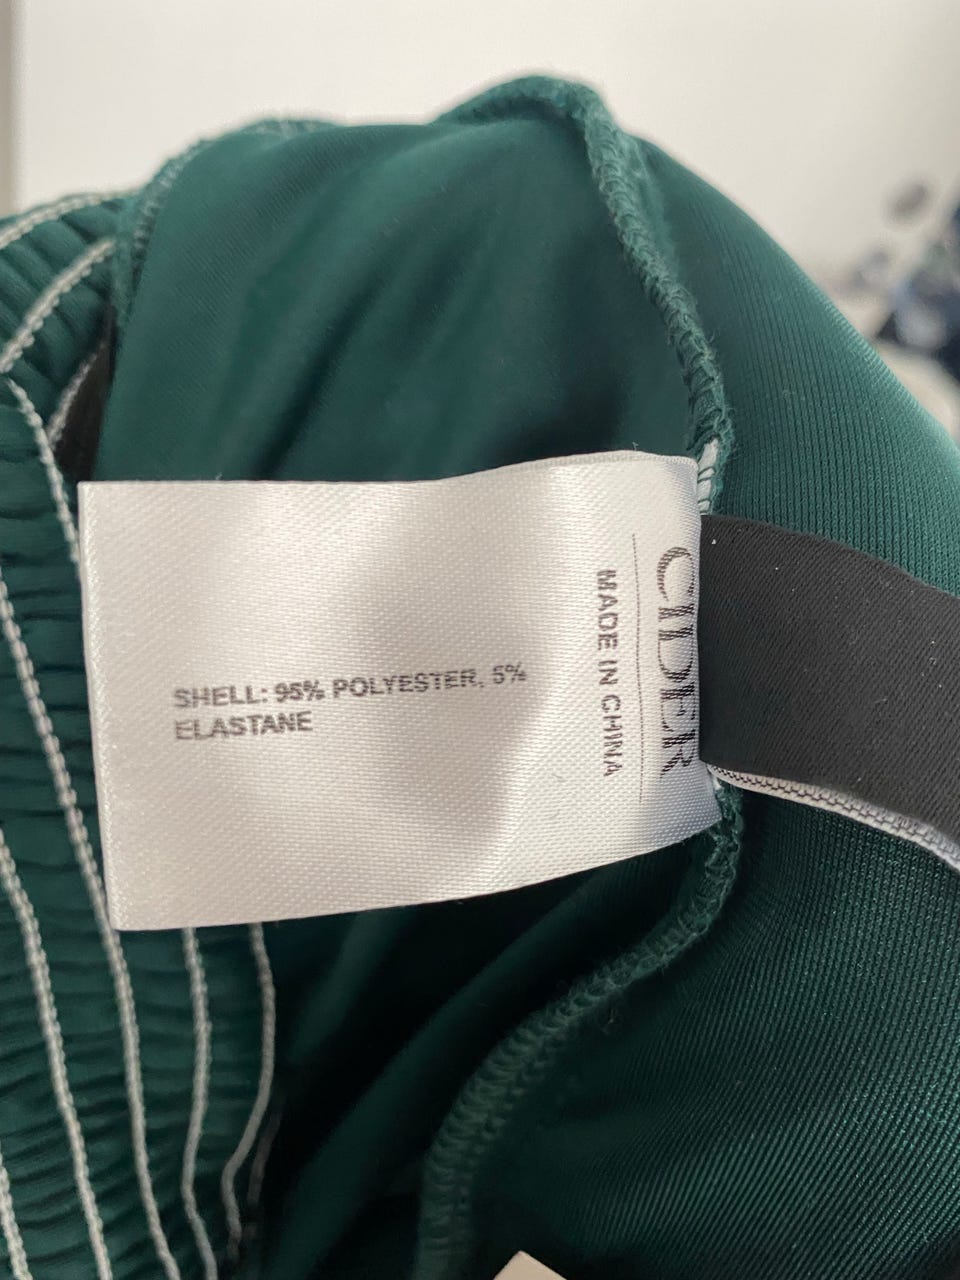 CIDER
MADE IN CHINA
SHELL: 95% POLYESTER, 5%
ELASTANE